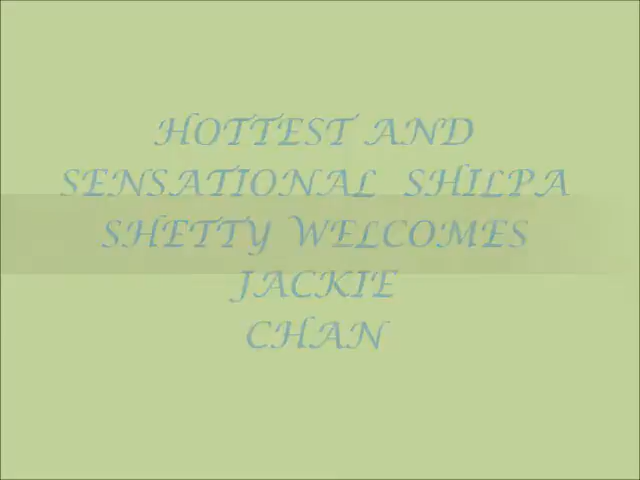 HOTTEST AND
SENSATIONAL SHILPA
SHETTY WELCOMES
JACKIE
CHAN